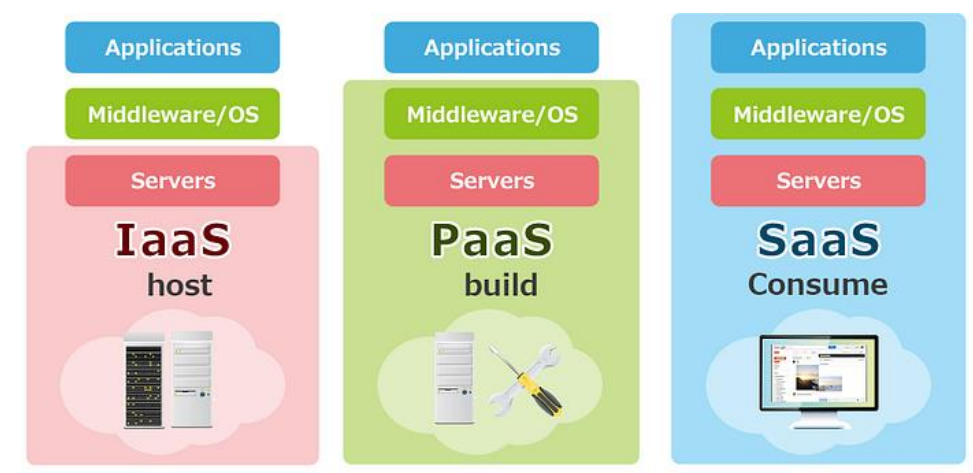 Applications
Middleware/OS
Servers
IaaS
host
Applications
Middleware/OS
Servers
PaaS
build
Applications
Middleware/OS
Servers
SaaS
Consume